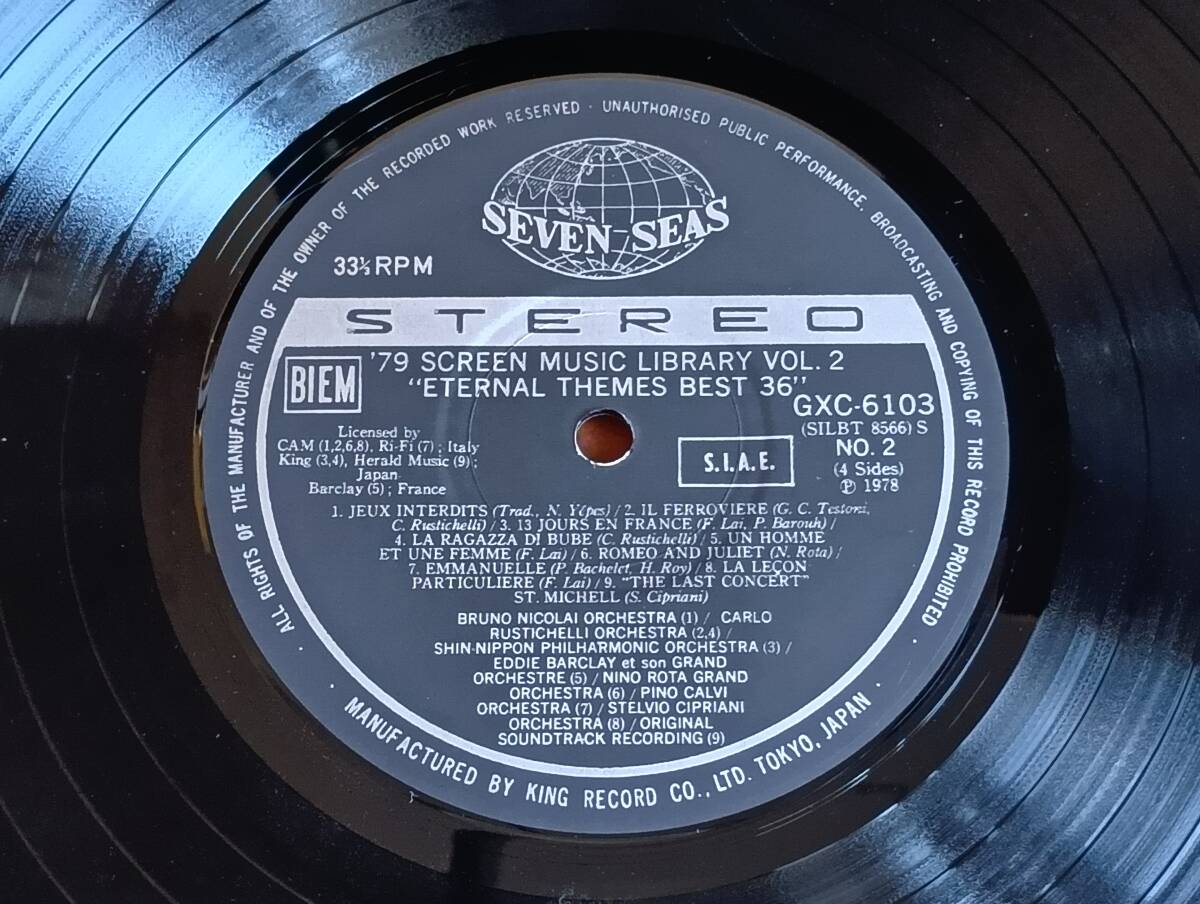 ALL RIGHTS OF THE MANUFACTURER AND OF THE OWNER OF THE RECORDED WORK RESERVED · UNAUTHORISED PUBLIC PERFORMANCE, BROADCASTING AND COPYING OF THIS RECORD PROHIBITED
SEVEN SEAS
33⅓RPM
STEREO
BIEM
'79 SCREEN MUSIC LIBRARY VOL. 2
"ETERNAL THEMES BEST 36"
GXC-6103
(SILBT 8566) S
NO. 2
(4 Sides)
Ⓟ 1978
S.I.A.E.
Licensed by
CAM (1,2,6,8), Ri-Fi (7); Italy
King (3,4), Herald Music (9);
Japan
Barclay (5); France
1. JEUX INTERDITS (Trad., N. Yepes) / 2. IL FERROVIERE (G. C. Testoni,
C. Rustichelli) / 3. 13 JOURS EN FRANCE (F. Lai, P. Barouh) /
4. LA RAGAZZA DI BUBE (C. Rustichelli) / 5. UN HOMME
ET UNE FEMME (F. Lai) / 6. ROMEO AND JULIET (N. Rota) /
7. EMMANUELLE (P. Bachelet, H. Roy) / 8. LA LEÇON
PARTICULIERE (F. Lai) / 9. "THE LAST CONCERT"
ST. MICHELL (S. Cipriani)
BRUNO NICOLAI ORCHESTRA (1) / CARLO
RUSTICHELLI ORCHESTRA (2,4) /
SHIN-NIPPON PHILHARMONIC ORCHESTRA (3) /
EDDIE BARCLAY et son GRAND
ORCHESTRE (5) / NINO ROTA GRAND
ORCHESTRA (6) / PINO CALVI
ORCHESTRA (7) / STELVIO CIPRIANI
ORCHESTRA (8) / ORIGINAL
SOUNDTRACK RECORDING (9)
· MANUFACTURED BY KING RECORD CO., LTD. TOKYO, JAPAN ·